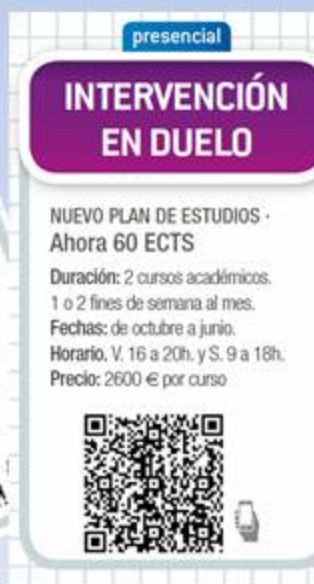 presencial
INTERVENCIÓN
EN DUELO
NUEVO PLAN DE ESTUDIOS ·
Ahora 60 ECTS
Duración: 2 cursos académicos.
1 o 2 fines de semana al mes.
Fechas: de octubre a junio.
Horario. V. 16 a 20h. y S. 9 a 18h.
Precio: 2600 € por curso